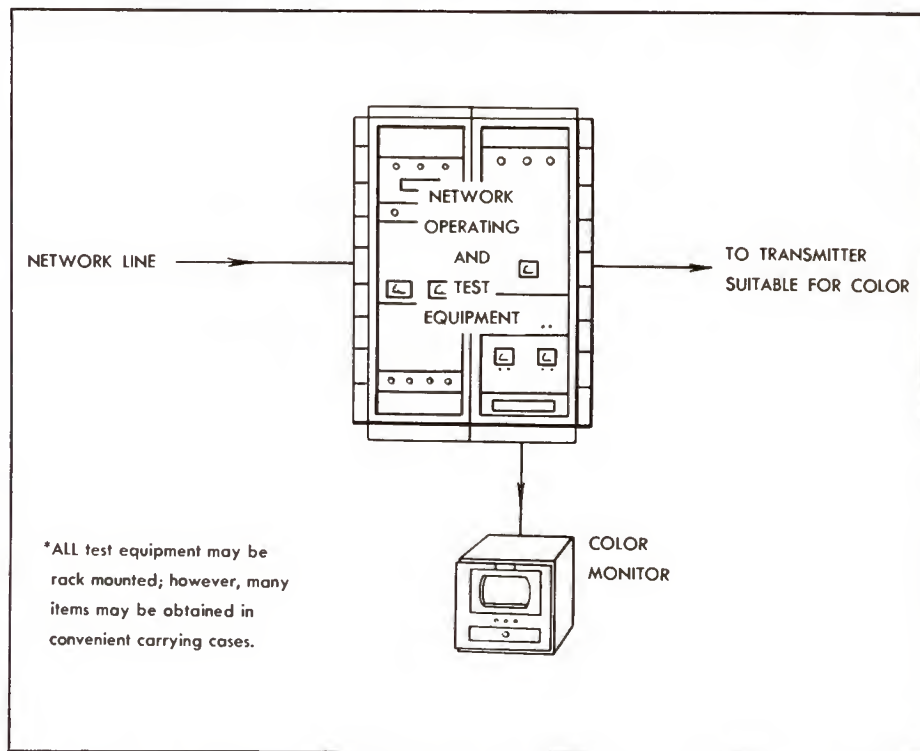 NETWORK LINE
NETWORK
OPERATING
AND
TEST
EQUIPMENT
TO TRANSMITTER
SUITABLE FOR COLOR
COLOR
MONITOR
*ALL test equipment may be
rack mounted; however, many
items may be obtained in
convenient carrying cases.